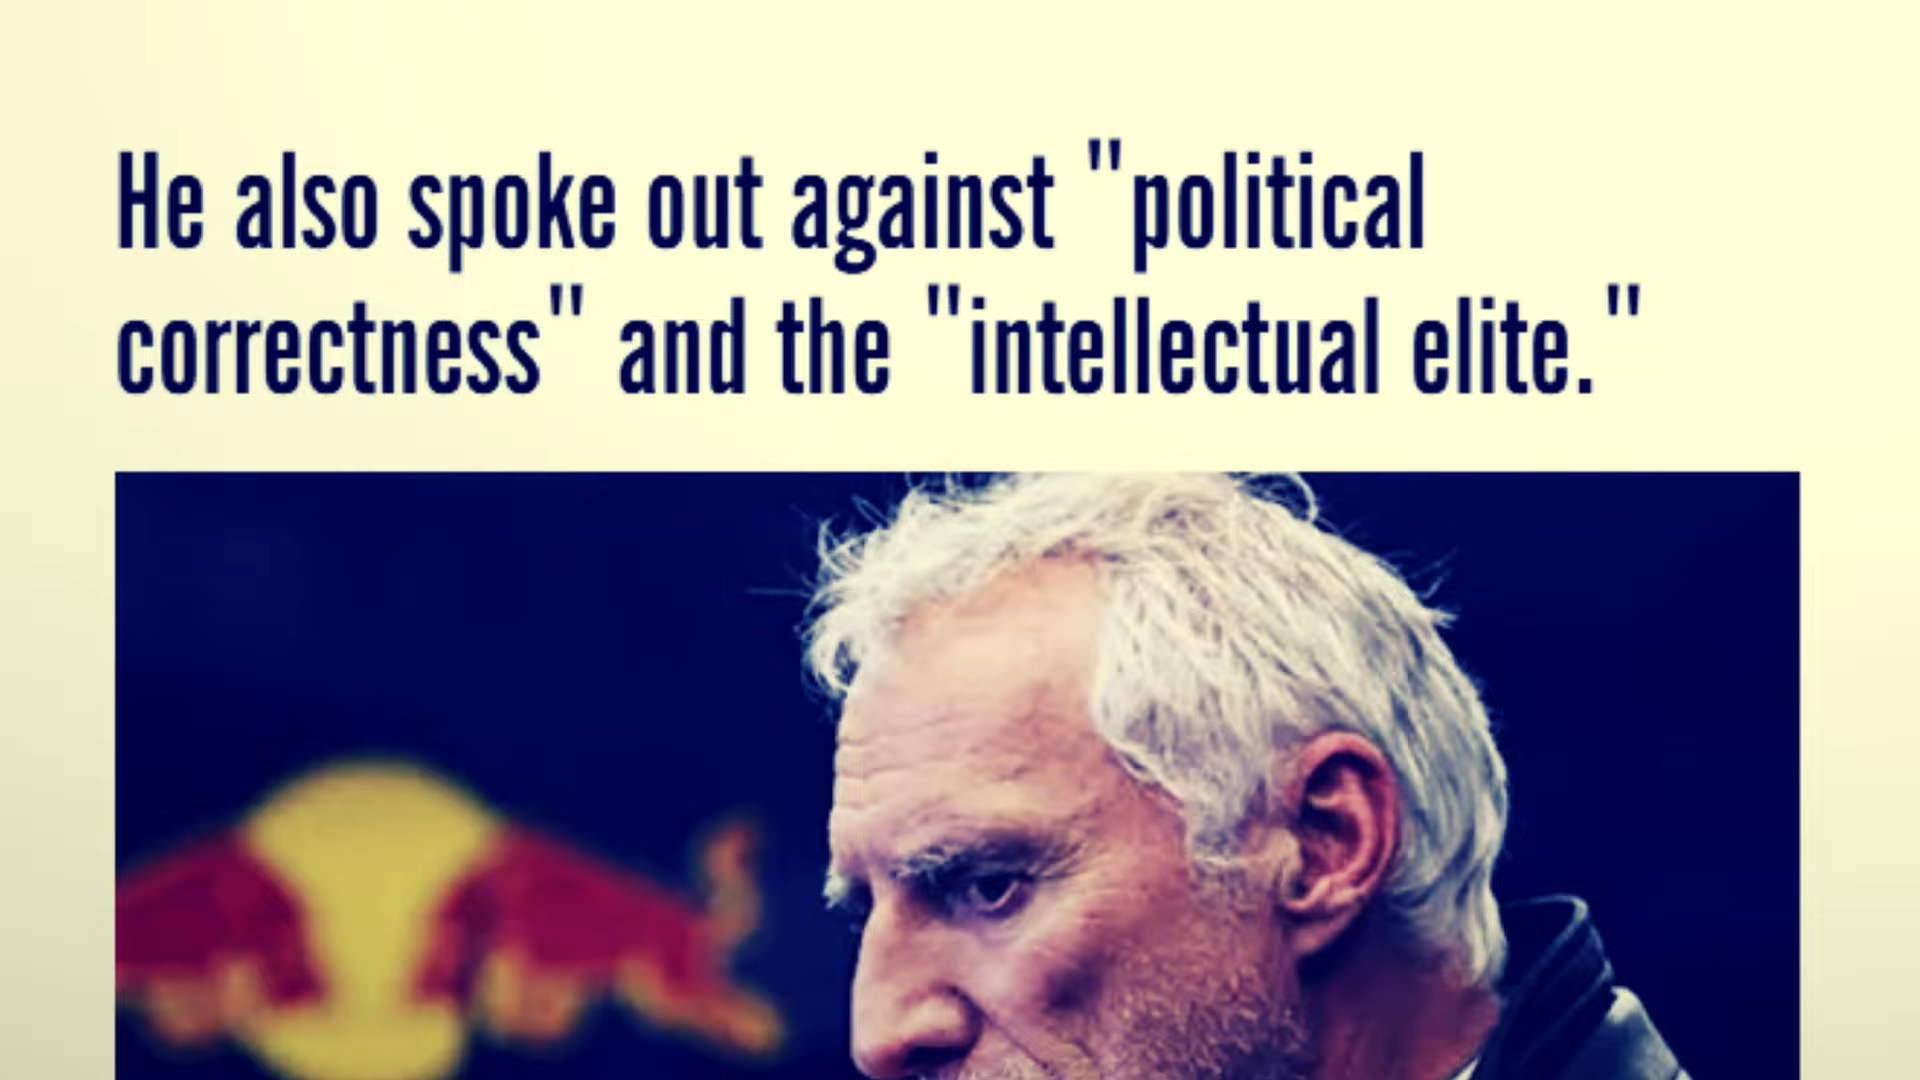 He also spoke out against "political
correctness" and the "intellectual elite."